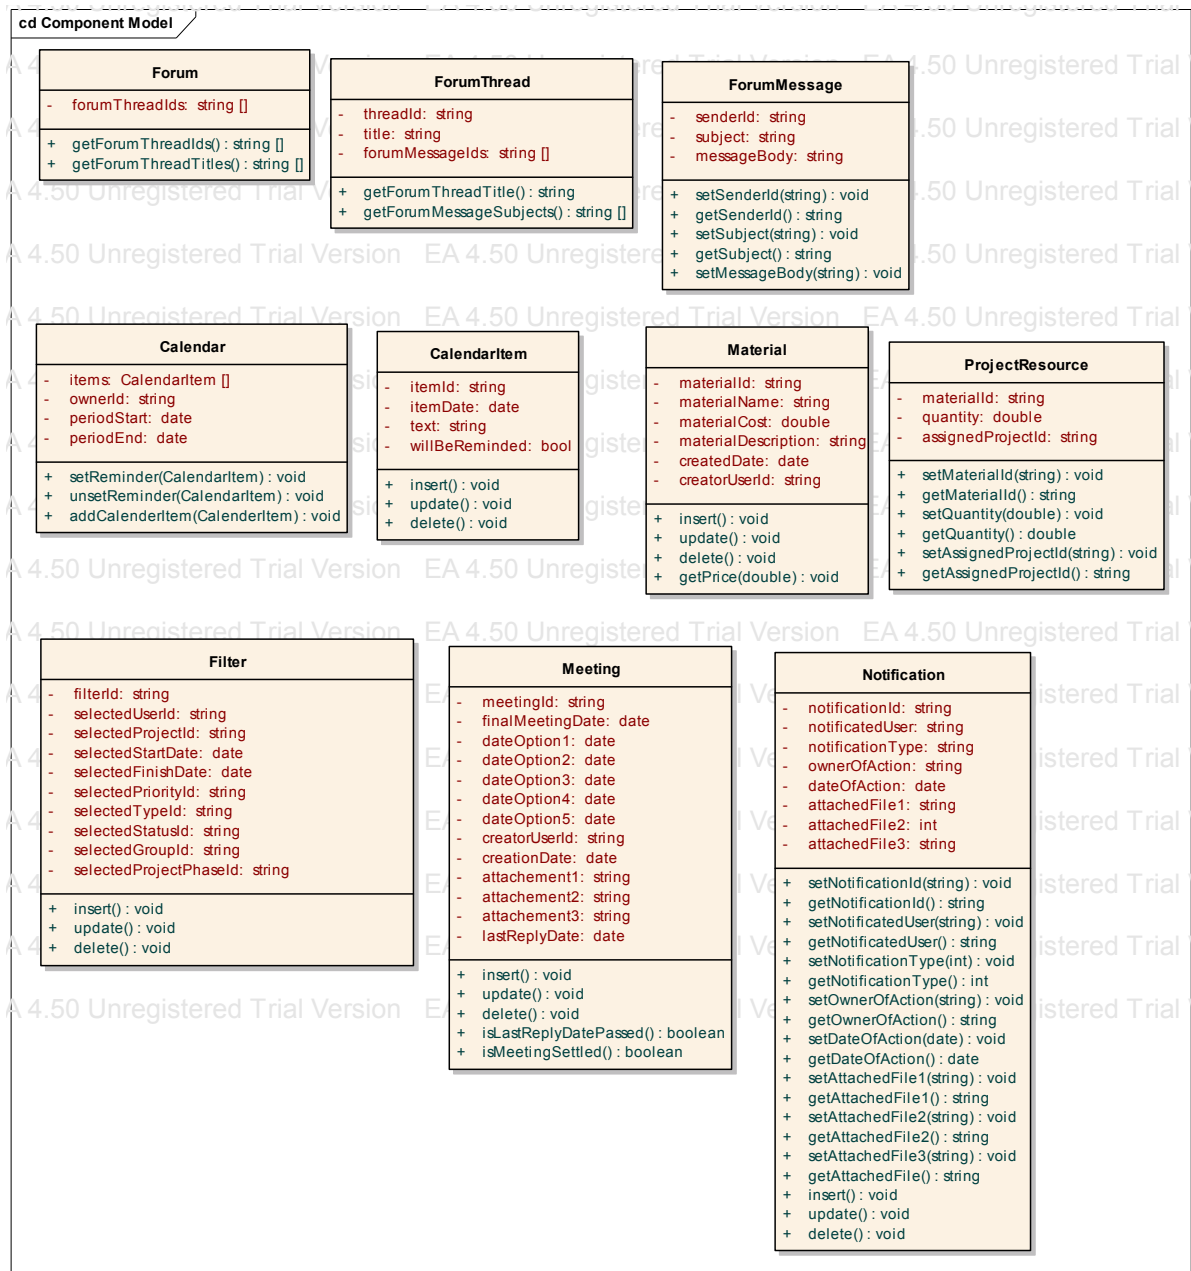 cd Component Model
Forum
- forumThreadIds: string []
+ getForumThreadIds() : string []
+ getForumThreadTitles() : string []
ForumThread
- threadId: string
- title: string
- forumMessageIds: string []
+ getForumThreadTitle() : string
+ getForumMessageSubjects() : string []
ForumMessage
- senderId: string
- subject: string
- messageBody: string
+ setSenderId(string) : void
+ getSenderId() : string
+ setSubject(string) : void
+ getSubject() : string
+ setMessageBody(string) : void
Calendar
- items: CalendarItem []
- ownerId: string
- periodStart: date
- periodEnd: date
+ setReminder(CalendarItem) : void
+ unsetReminder(CalendarItem) : void
+ addCalenderItem(CalenderItem) : void
CalendarItem
- itemId: string
- itemDate: date
- text: string
- willBeReminded: bool
+ insert() : void
+ update() : void
+ delete() : void
Material
- materialId: string
- materialName: string
- materialCost: double
- materialDescription: string
- createdDate: date
- creatorUserId: string
+ insert() : void
+ update() : void
+ delete() : void
+ getPrice(double) : void
ProjectResource
- materialId: string
- quantity: double
- assignedProjectId: string
+ setMaterialId(string) : void
+ getMaterialId() : string
+ setQuantity(double) : void
+ getQuantity() : double
+ setAssignedProjectId(string) : void
+ getAssignedProjectId() : string
Filter
- filterId: string
- selectedUserId: string
- selectedProjectId: string
- selectedStartDate: date
- selectedFinishDate: date
- selectedPriorityId: string
- selectedTypeId: string
- selectedStatusId: string
- selectedGroupId: string
- selectedProjectPhaseId: string
+ insert() : void
+ update() : void
+ delete() : void
Meeting
- meetingId: string
- finalMeetingDate: date
- dateOption1: date
- dateOption2: date
- dateOption3: date
- dateOption4: date
- dateOption5: date
- creatorUserId: string
- creationDate: date
- attachement1: string
- attachement2: string
- attachement3: string
- lastReplyDate: date
+ insert() : void
+ update() : void
+ delete() : void
+ isLastReplyDatePassed() : boolean
+ isMeetingSettled() : boolean
Notification
- notificationId: string
- notificatedUser: string
- notificationType: string
- ownerOfAction: string
- dateOfAction: date
- attachedFile1: string
- attachedFile2: int
- attachedFile3: string
+ setNotificationId(string) : void
+ getNotificationId() : string
+ setNotificatedUser(string) : void
+ getNotificatedUser() : string
+ setNotificationType(int) : void
+ getNotificationType() : int
+ setOwnerOfAction(string) : void
+ getOwnerOfAction() : string
+ setDateOfAction(date) : void
+ getDateOfAction() : date
+ setAttachedFile1(string) : void
+ getAttachedFile1() : string
+ setAttachedFile2(string) : void
+ getAttachedFile2() : string
+ setAttachedFile3(string) : void
+ getAttachedFile() : string
+ insert() : void
+ update() : void
+ delete() : void
EA 4.50 Unregistered Trial Version